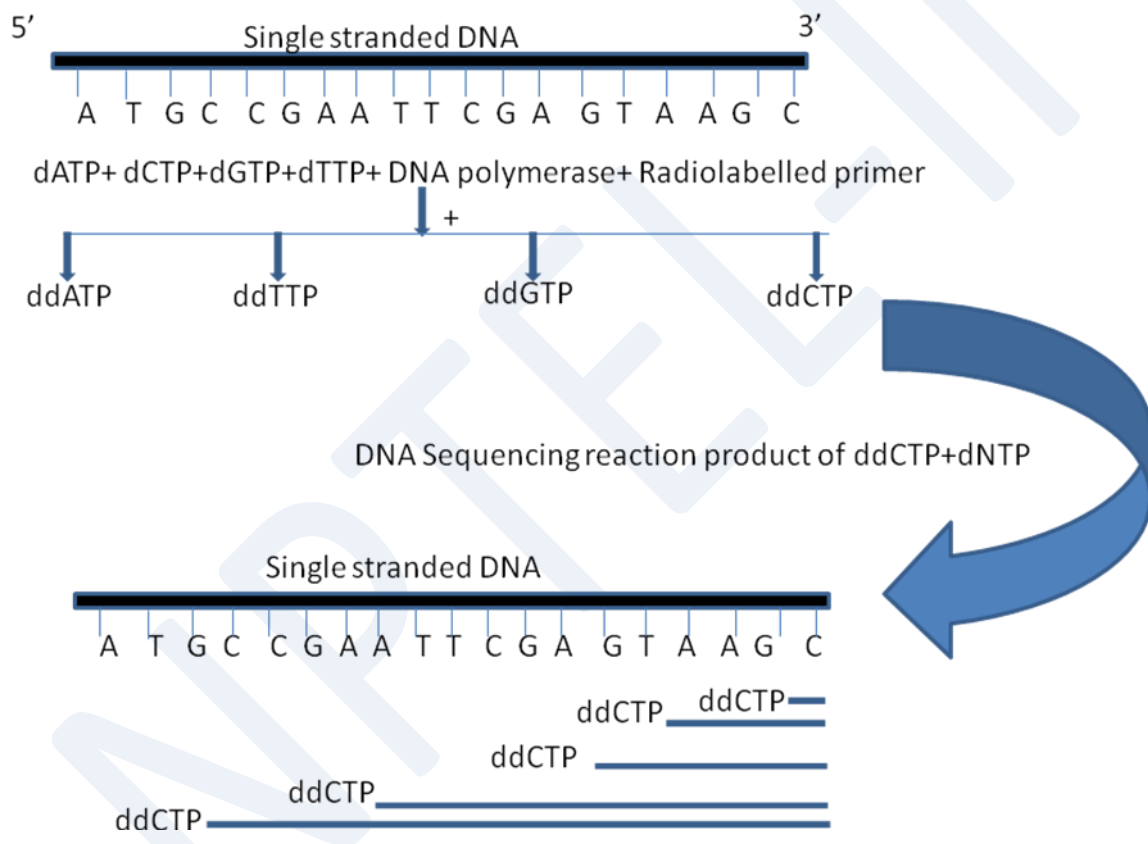 5’ 3’
Single stranded DNA
A T G C C G A A T T C G A G T A A G C
dATP+ dCTP+dGTP+dTTP+ DNA polymerase+ Radiolabelled primer
+
ddATP ddTTP ddGTP ddCTP
DNA Sequencing reaction product of ddCTP+dNTP
Single stranded DNA
A T G C C G A A T T C G A G T A A G C
ddCTP
ddCTP
ddCTP
ddCTP
ddCTP
NPTEL-II